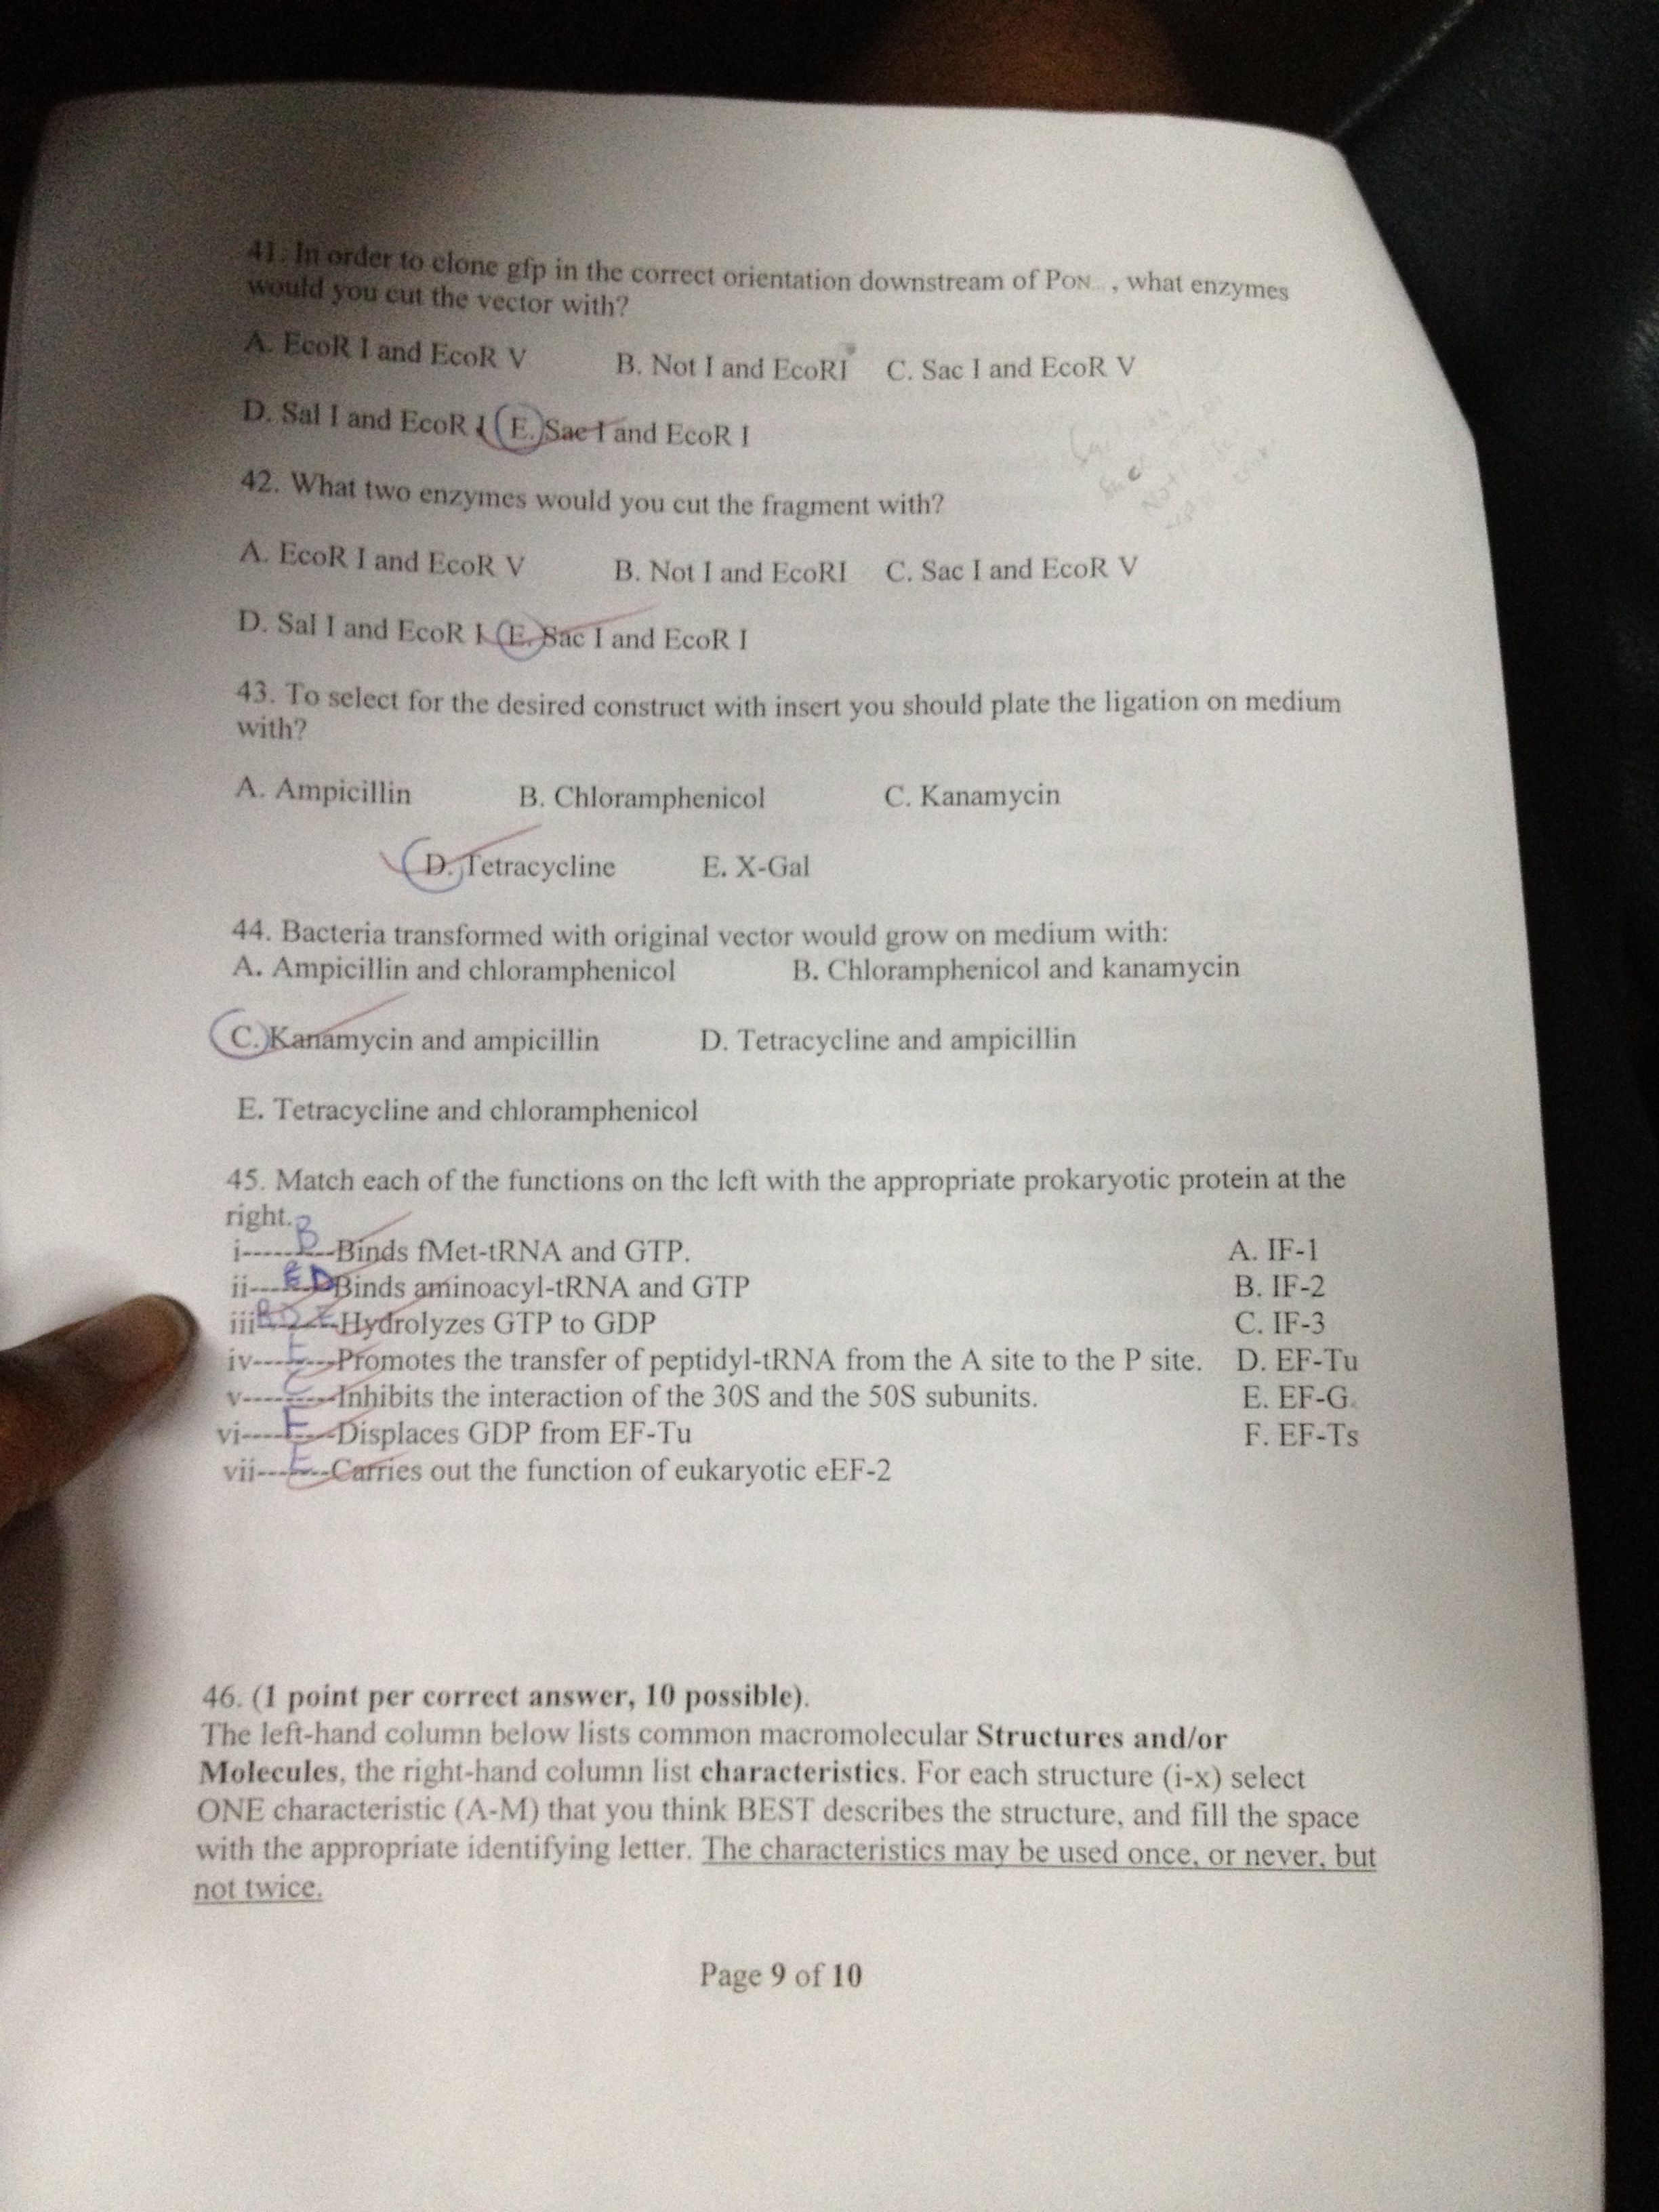 41. In order to clone gfp in the correct orientation downstream of PON , what enzymes
would you cut the vector with?
A. EcoR I and EcoR V B. Not I and EcoRI C. Sac I and EcoR V
D. Sal I and EcoR I E. Sac I and EcoR I
42. What two enzymes would you cut the fragment with?
A. EcoR I and EcoR V B. Not I and EcoRI C. Sac I and EcoR V
D. Sal I and EcoR I E. Sac I and EcoR I
43. To select for the desired construct with insert you should plate the ligation on medium
with?
A. Ampicillin B. Chloramphenicol C. Kanamycin
D. Tetracycline E. X-Gal
44. Bacteria transformed with original vector would grow on medium with:
A. Ampicillin and chloramphenicol B. Chloramphenicol and kanamycin
C. Kanamycin and ampicillin D. Tetracycline and ampicillin
E. Tetracycline and chloramphenicol
45. Match each of the functions on the left with the appropriate prokaryotic protein at the
right.
i------B---Binds fMet-tRNA and GTP. A. IF-1
ii----D Binds aminoacyl-tRNA and GTP B. IF-2
iii B D E-Hydrolyzes GTP to GDP C. IF-3
iv----E----Promotes the transfer of peptidyl-tRNA from the A site to the P site. D. EF-Tu
v-----C----Inhibits the interaction of the 30S and the 50S subunits. E. EF-G
vi----F----Displaces GDP from EF-Tu F. EF-Ts
vii---E---Carries out the function of eukaryotic eEF-2
46. (1 point per correct answer, 10 possible).
The left-hand column below lists common macromolecular Structures and/or
Molecules, the right-hand column list characteristics. For each structure (i-x) select
ONE characteristic (A-M) that you think BEST describes the structure, and fill the space
with the appropriate identifying letter. The characteristics may be used once, or never, but
not twice.
Page 9 of 10